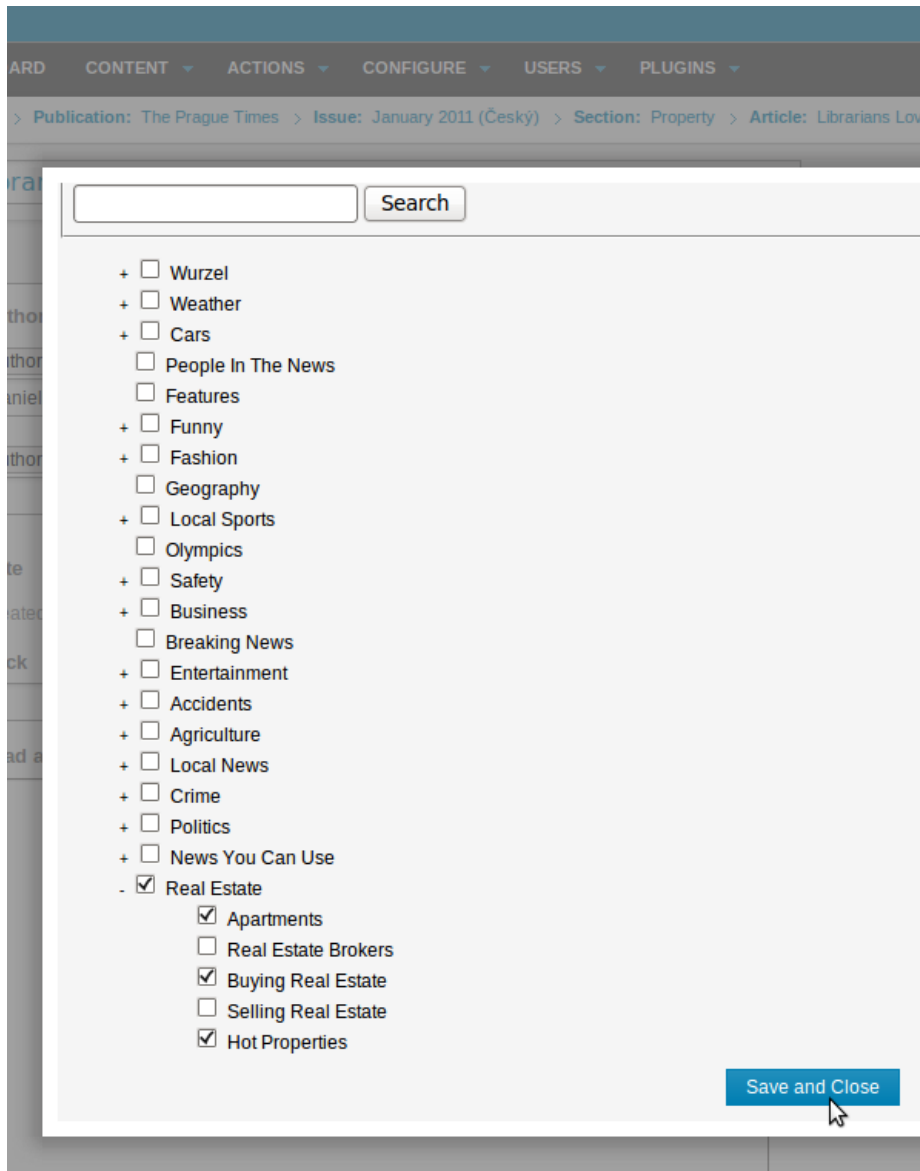 ARD CONTENT ACTIONS CONFIGURE USERS PLUGINS
> Publication: The Prague Times > Issue: January 2011 (Český) > Section: Property > Article: Librarians Lov
Search
+ Wurzel
+ Weather
+ Cars
People In The News
Features
+ Funny
+ Fashion
Geography
+ Local Sports
Olympics
+ Safety
+ Business
Breaking News
+ Entertainment
+ Accidents
+ Agriculture
+ Local News
+ Crime
+ Politics
+ News You Can Use
- Real Estate
Apartments
Real Estate Brokers
Buying Real Estate
Selling Real Estate
Hot Properties
Save and Close